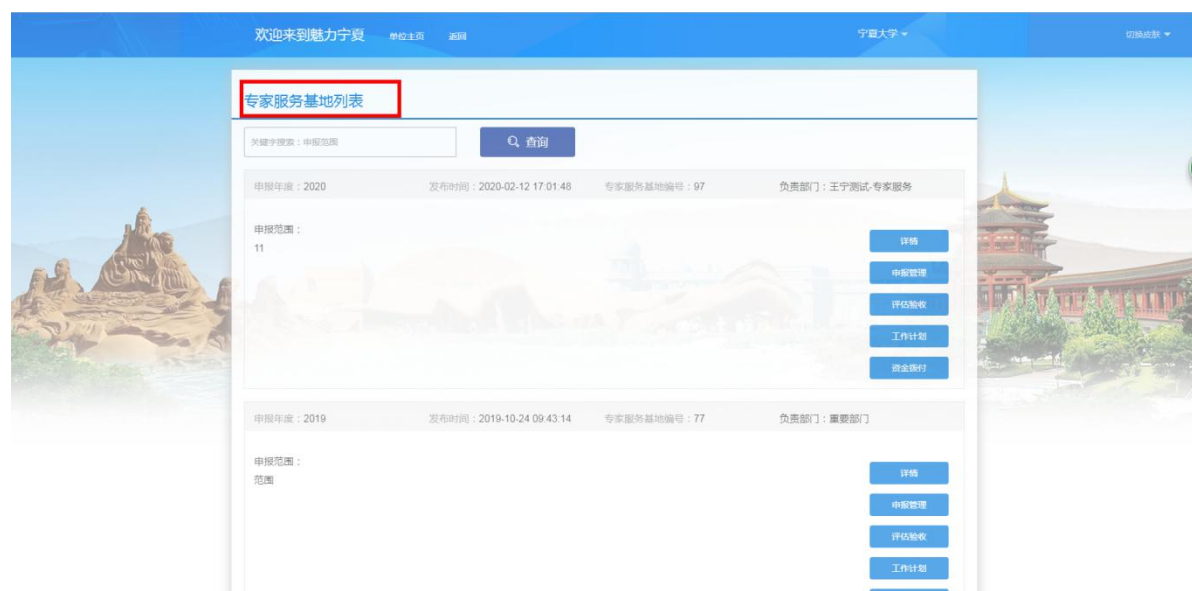 欢迎来到魅力宁夏 单位主页 返回 宁夏大学 切换皮肤
专家服务基地列表
关键字搜索：申报范围 查询
申报年度：2020 发布时间：2020-02-12 17:01:48 专家服务基地编号：97 负责部门：王宁测试-专家服务
申报范围：
11
详情
申报管理
评估验收
工作计划
资金拨付
申报年度：2019 发布时间：2019-10-24 09:43:14 专家服务基地编号：77 负责部门：重要部门
申报范围：
范围
详情
申报管理
评估验收
工作计划